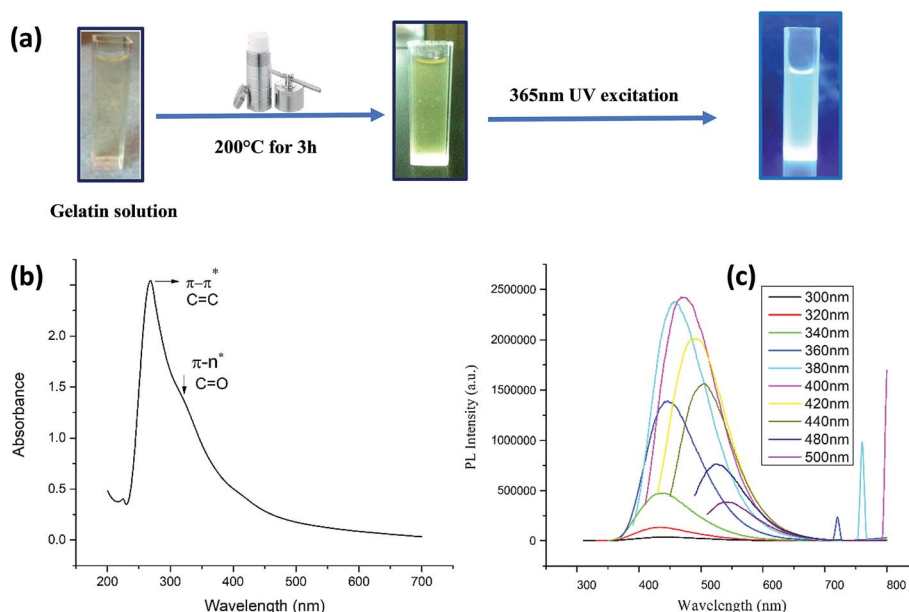 (a)
365nm UV excitation
200°C for 3h
Gelatin solution
(b)
π–π*
C=C
π-n*
C=O
Absorbance
2.5
2.0
1.5
1.0
0.5
0.0
200 300 400 500 600 700
Wavelength (nm)
(c)
PL Intensity (a.u.)
2500000
2000000
1500000
1000000
500000
0
300 400 500 600 700 800
Wavelength (nm)
300nm
320nm
340nm
360nm
380nm
400nm
420nm
440nm
480nm
500nm